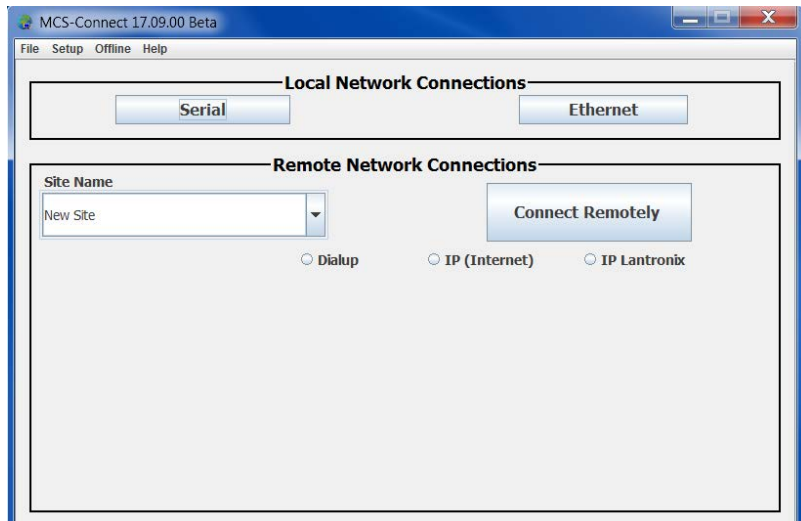 MCS-Connect 17.09.00 Beta
File Setup Offline Help
Local Network Connections
Serial Ethernet
Remote Network Connections
Site Name
New Site
Connect Remotely
Dialup IP (Internet) IP Lantronix